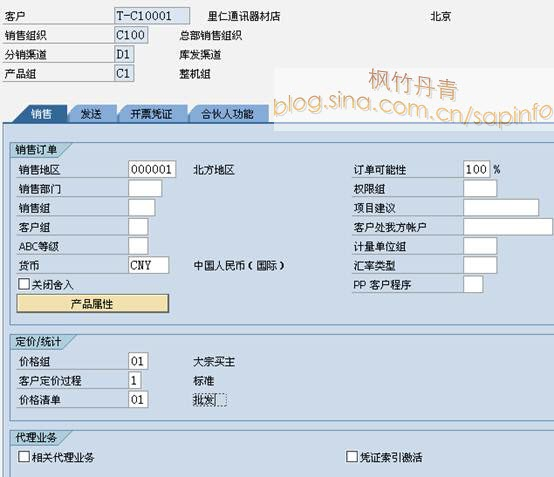 客户 T-C10001 里仁通讯器材店 北京
销售组织 C100 总部销售组织
分销渠道 D1 库发渠道
产品组 C1 整机组
枫竹丹青
blog.sina.com.cn/sapinfo
销售 发送 开票凭证 合伙人功能
销售订单
销售地区 000001 北方地区 订单可能性 100 %
销售部门 权限组
销售组 项目建议
客户组 客户处我方帐户
ABC等级 计量单位组
货币 CNY 中国人民币（国际） 汇率类型
关闭舍入 PP 客户程序
产品属性
定价/统计
价格组 01 大宗买主
客户定价过程 1 标准
价格清单 01 批发
代理业务
相关代理业务 凭证索引激活